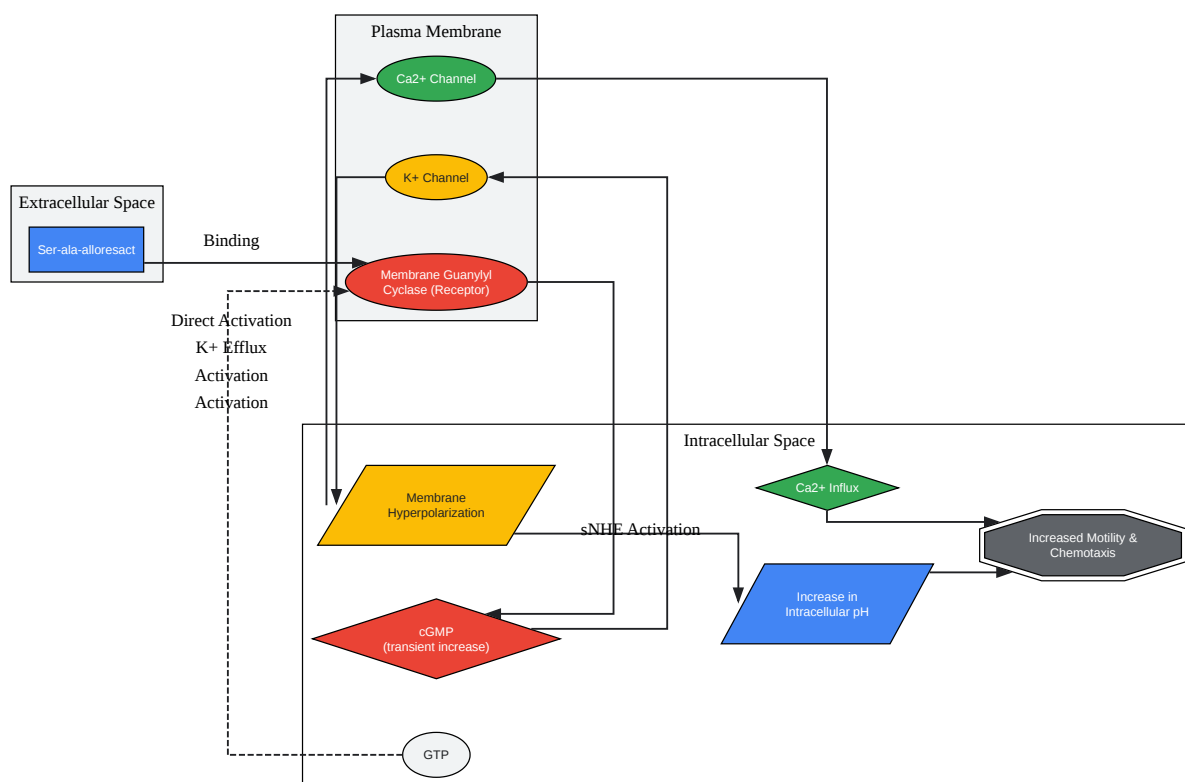 Plasma Membrane
Ca2+ Channel
K+ Channel
Extracellular Space
Ser-ala-alloresact
Binding
Membrane Guanylyl
Cyclase (Receptor)
Direct Activation
K+ Efflux
Activation
Activation
Intracellular Space
Ca2+ Influx
Membrane
Hyperpolarization
sNHE Activation
Increased Motility &
Chemotaxis
Increase in
Intracellular pH
cGMP
(transient increase)
GTP